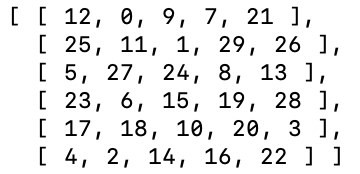 [ [ 12, 0, 9, 7, 21 ],
[ 25, 11, 1, 29, 26 ],
[ 5, 27, 24, 8, 13 ],
[ 23, 6, 15, 19, 28 ],
[ 17, 18, 10, 20, 3 ],
[ 4, 2, 14, 16, 22 ] ]